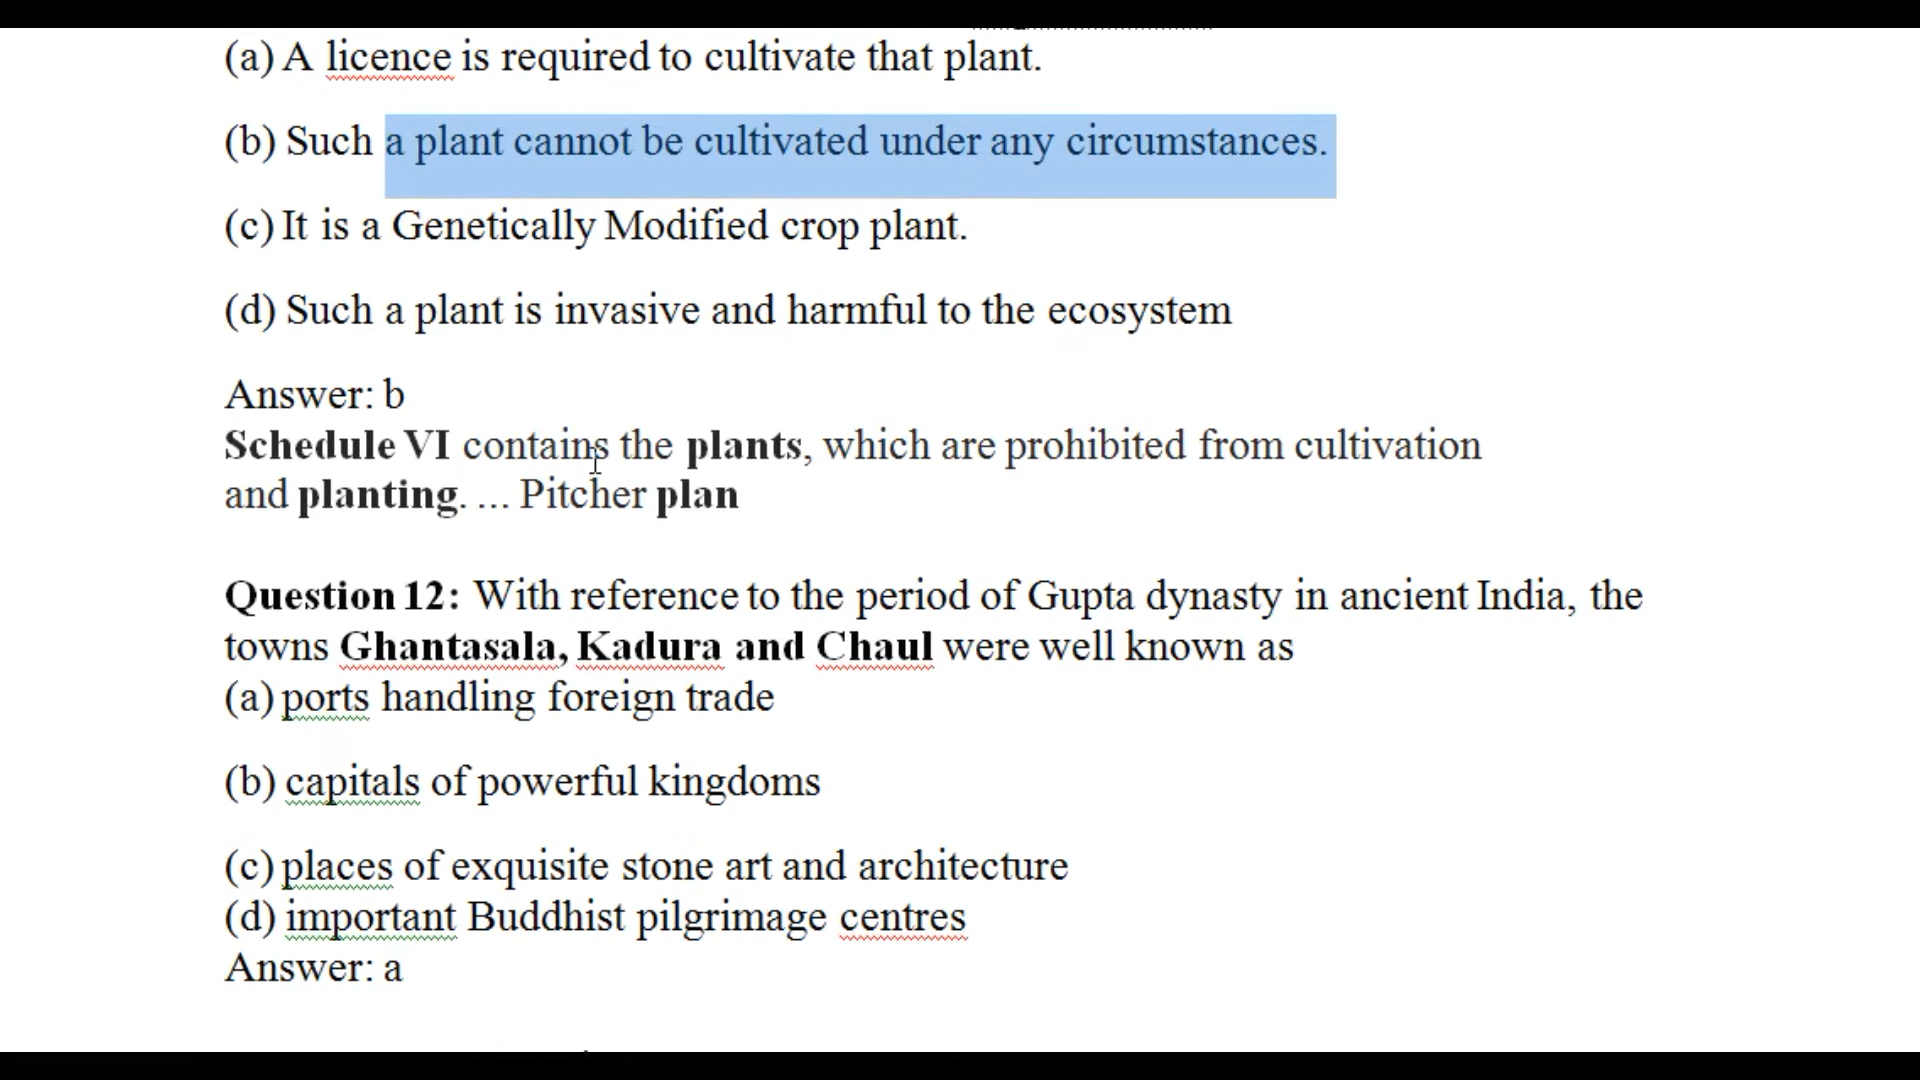 (a) A licence is required to cultivate that plant.
(b) Such a plant cannot be cultivated under any circumstances.
(c) It is a Genetically Modified crop plant.
(d) Such a plant is invasive and harmful to the ecosystem
Answer: b
Schedule VI contains the plants, which are prohibited from cultivation
and planting. ... Pitcher plan
Question 12: With reference to the period of Gupta dynasty in ancient India, the
towns Ghantasala, Kadura and Chaul were well known as
(a) ports handling foreign trade
(b) capitals of powerful kingdoms
(c) places of exquisite stone art and architecture
(d) important Buddhist pilgrimage centres
Answer: a